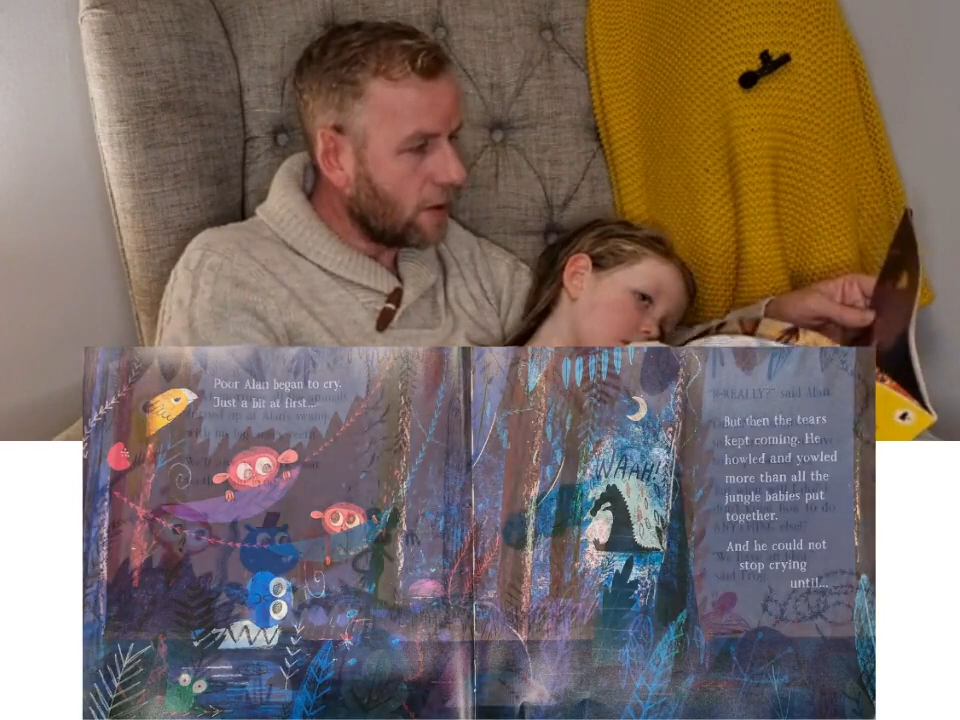 Poor Alan began to cry.
Just a bit at first...
WAAH!
"R-REALLY?" said Alan.
But then the tears
kept coming. He
howled and yowled
more than all the
jungle babies put
together.
And he could not
stop crying
until...
said Frog.